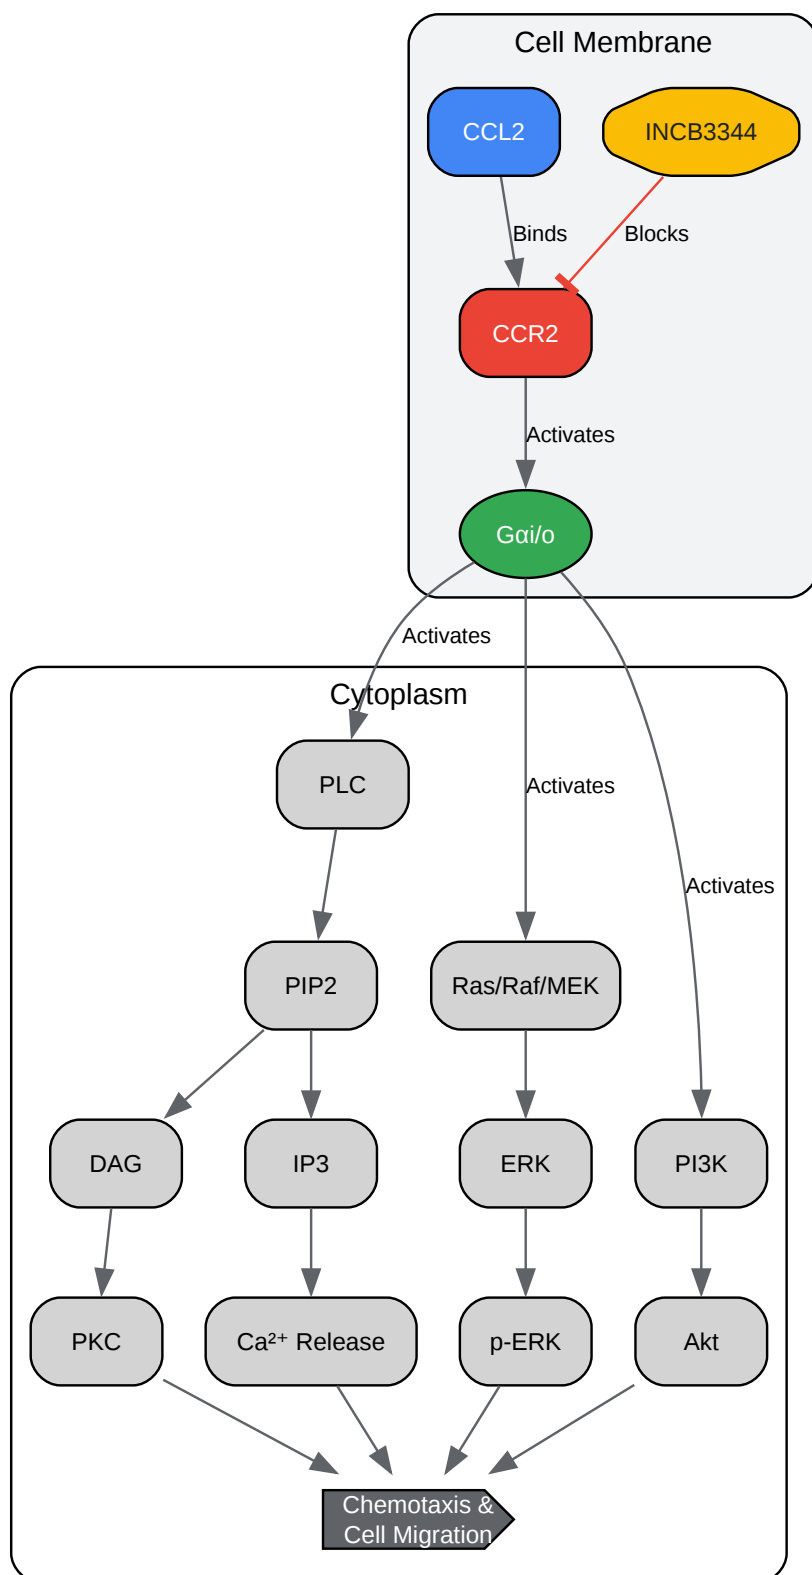 Cell Membrane
CCL2
INCB3344
Binds
Blocks
CCR2
Activates
Gαi/o
Activates
Cytoplasm
PLC
Activates
Activates
PIP2
Ras/Raf/MEK
DAG
IP3
ERK
PI3K
PKC
Ca²⁺ Release
p-ERK
Akt
Chemotaxis &
Cell Migration